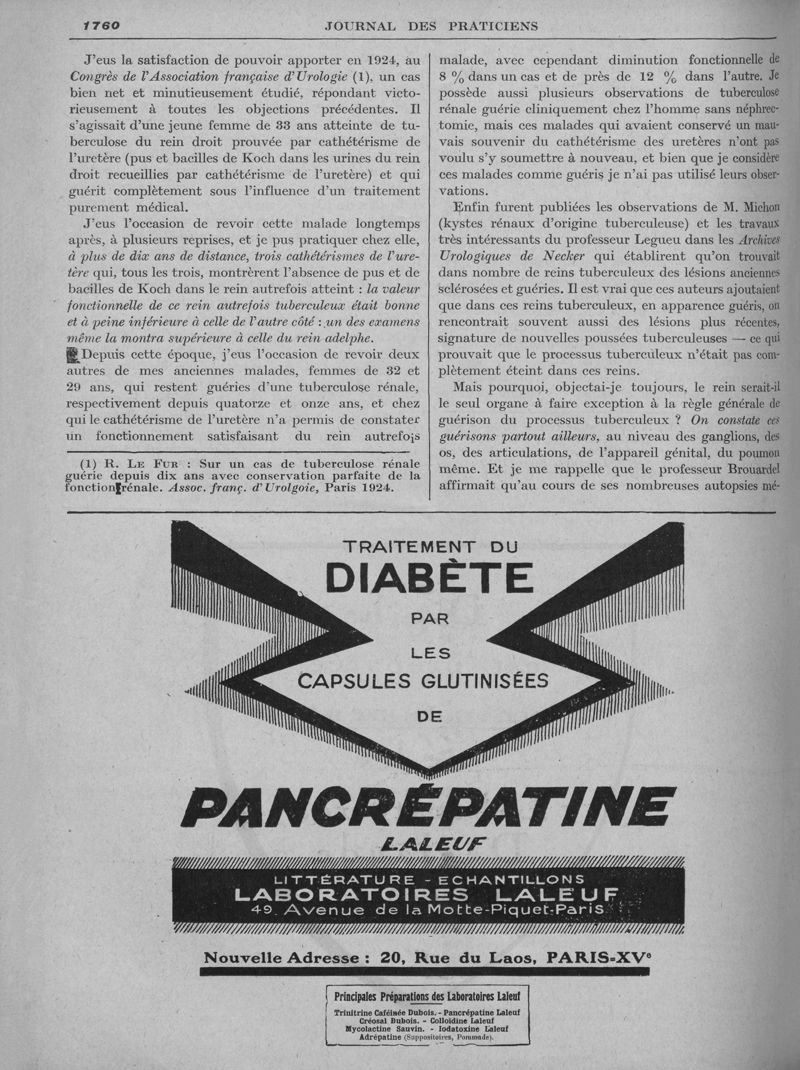 1760
JOURNAL DES PRATICIENS
J'eus la satisfaction de pouvoir apporter en 1924, au
Congrès de l'Association française d'Urologie (1), un cas
bien net et minutieusement étudié, répondant victo-
rieusement à toutes les objections précédentes. Il
s'agissait d'une jeune femme de 33 ans atteinte de tu-
berculose du rein droit prouvée par cathétérisme de
l'uretère (pus et bacilles de Koch dans les urines du rein
droit recueillies par cathétérisme de l'uretère) et qui
guérit complètement sous l'influence d'un traitement
purement médical.
J'eus l'occasion de revoir cette malade longtemps
après, à plusieurs reprises, et je pus pratiquer chez elle,
à plus de dix ans de distance, trois cathétérismes de l'ure-
tère qui, tous les trois, montrèrent l'absence de pus et de
bacilles de Koch dans le rein autrefois atteint : la valeur
fonctionnelle de ce rein autrefois tuberculeux était bonne
et à peine inférieure à celle de l'autre côté : un des examens
même la montra supérieure à celle du rein adelphe.
Depuis cette époque, j'eus l'occasion de revoir deux
autres de mes anciennes malades, femmes de 32 et
29 ans, qui restent guéries d'une tuberculose rénale,
respectivement depuis quatorze et onze ans, et chez
qui le cathétérisme de l'uretère n'a permis de constater
un fonctionnement satisfaisant du rein autrefois
(1) R. LE FUR : Sur un cas de tuberculose rénale
guérie depuis dix ans avec conservation parfaite de la
fonction rénale. Assoc. franç. d'Urolgoie, Paris 1924.
malade, avec cependant diminution fonctionnelle de
8 % dans un cas et de près de 12 % dans l'autre. Je
possède aussi plusieurs observations de tuberculose
rénale guérie cliniquement chez l'homme sans néphrec-
tomie, mais ces malades qui avaient conservé un mau-
vais souvenir du cathétérisme des uretères n'ont pas
voulu s'y soumettre à nouveau, et bien que je considère
ces malades comme guéris je n'ai pas utilisé leurs obser-
vations.
Enfin furent publiées les observations de M. Michon
(kystes rénaux d'origine tuberculeuse) et les travaux
très intéressants du professeur Legueu dans les Archives
Urologiques de Necker qui établirent qu'on trouvait
dans nombre de reins tuberculeux des lésions anciennes
sclérosées et guéries. Il est vrai que ces auteurs ajoutaient
que dans ces reins tuberculeux, en apparence guéris, on
rencontrait souvent aussi des lésions plus récentes,
signature de nouvelles poussées tuberculeuses — ce qui
prouvait que le processus tuberculeux n'était pas com-
plètement éteint dans ces reins.
Mais pourquoi, objectai-je toujours, le rein serait-il
le seul organe à faire exception à la règle générale de
guérison du processus tuberculeux ? On constate ces
guérisons partout ailleurs, au niveau des ganglions, des
os, des articulations, de l'appareil génital, du poumon
même. Et je me rappelle que le professeur Brouardel
affirmait qu'au cours de ses nombreuses autopsies mé-
TRAITEMENT DU
DIABÈTE
PAR
LES
CAPSULES GLUTINISÉES
DE
PANCRÉPATINE
LALEUF
LITTÉRATURE - ECHANTILLONS
LABORATOIRES LALEUF
49. Avenue de la Motte-Piquet-Paris
Nouvelle Adresse : 20, Rue du Laos, PARIS-XVe
Principales Préparations des Laboratoires Laleuf
Trinitrine Caféinée Dubois. - Pancrépatine Laleuf
Créosal Dubois. - Colloïdine Laleuf
Mycolactine Sauvin. - Iodatoxine Laleuf
Adrépatine (Suppositoires, Pommade).